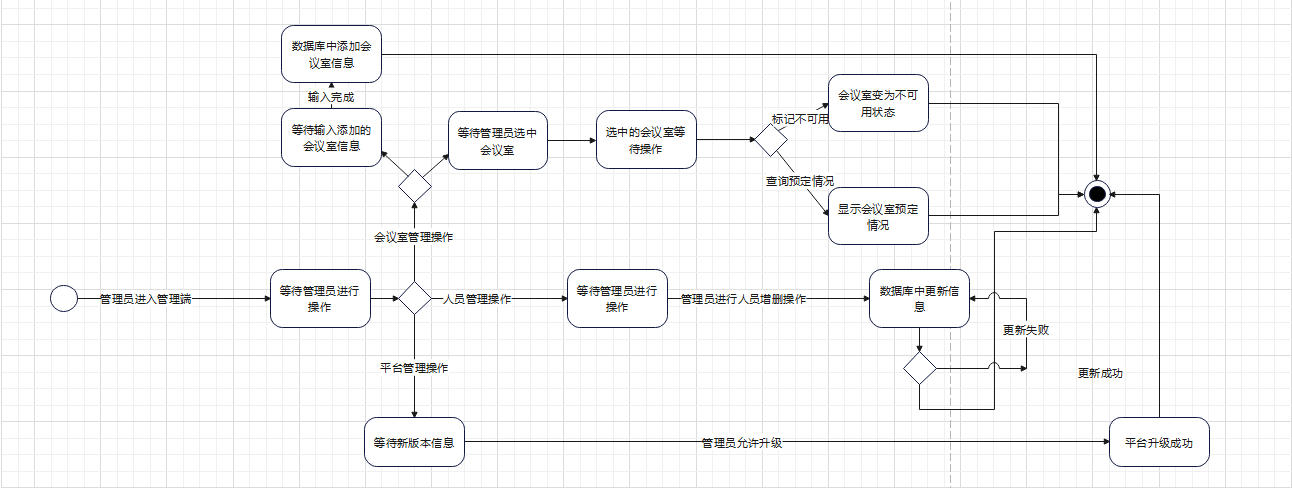 数据库中添加会
议室信息
输入完成
等待输入添加的
会议室信息
等待管理员选中
会议室
选中的会议室等
待操作
标记不可用
会议室变为不可
用状态
查询预定情况
显示会议室预定
情况
会议室管理操作
管理员进入管理端
等待管理员进行
操作
人员管理操作
等待管理员进行
操作
管理员进行人员增删操作
数据库中更新信
息
更新失败
平台管理操作
更新成功
等待新版本信息
管理员允许升级
平台升级成功